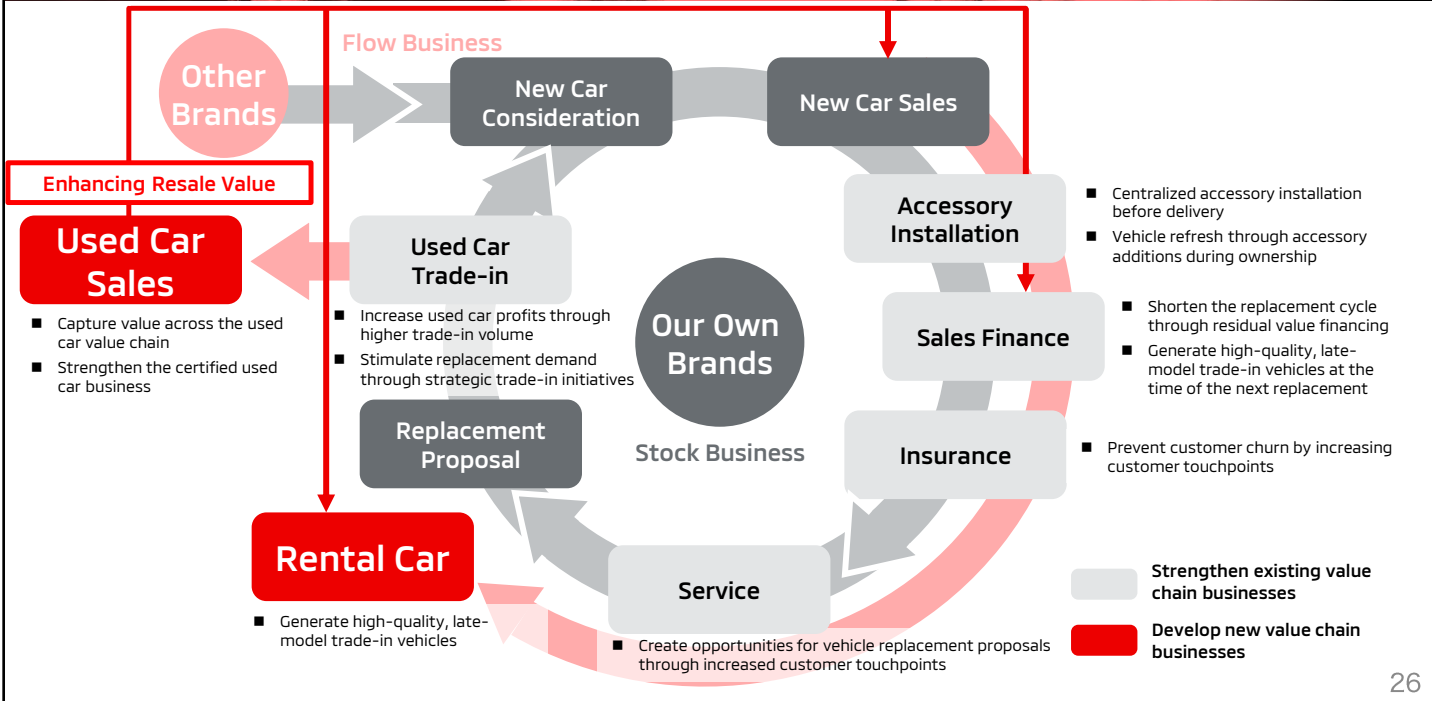 Flow Business
Other
Brands
New Car
Consideration
New Car Sales
Enhancing Resale Value
Used Car
Sales
■ Capture value across the used
car value chain
■ Strengthen the certified used
car business
Used Car
Trade-in
■ Increase used car profits through
higher trade-in volume
■ Stimulate replacement demand
through strategic trade-in initiatives
Accessory
Installation
■ Centralized accessory installation
before delivery
■ Vehicle refresh through accessory
additions during ownership
Our Own
Brands
Stock Business
Sales Finance
■ Shorten the replacement cycle
through residual value financing
■ Generate high-quality, late-
model trade-in vehicles at the
time of the next replacement
Replacement
Proposal
Insurance
■ Prevent customer churn by increasing
customer touchpoints
Rental Car
■ Generate high-quality, late-
model trade-in vehicles
Service
■ Create opportunities for vehicle replacement proposals
through increased customer touchpoints
Strengthen existing value
chain businesses
Develop new value chain
businesses
26